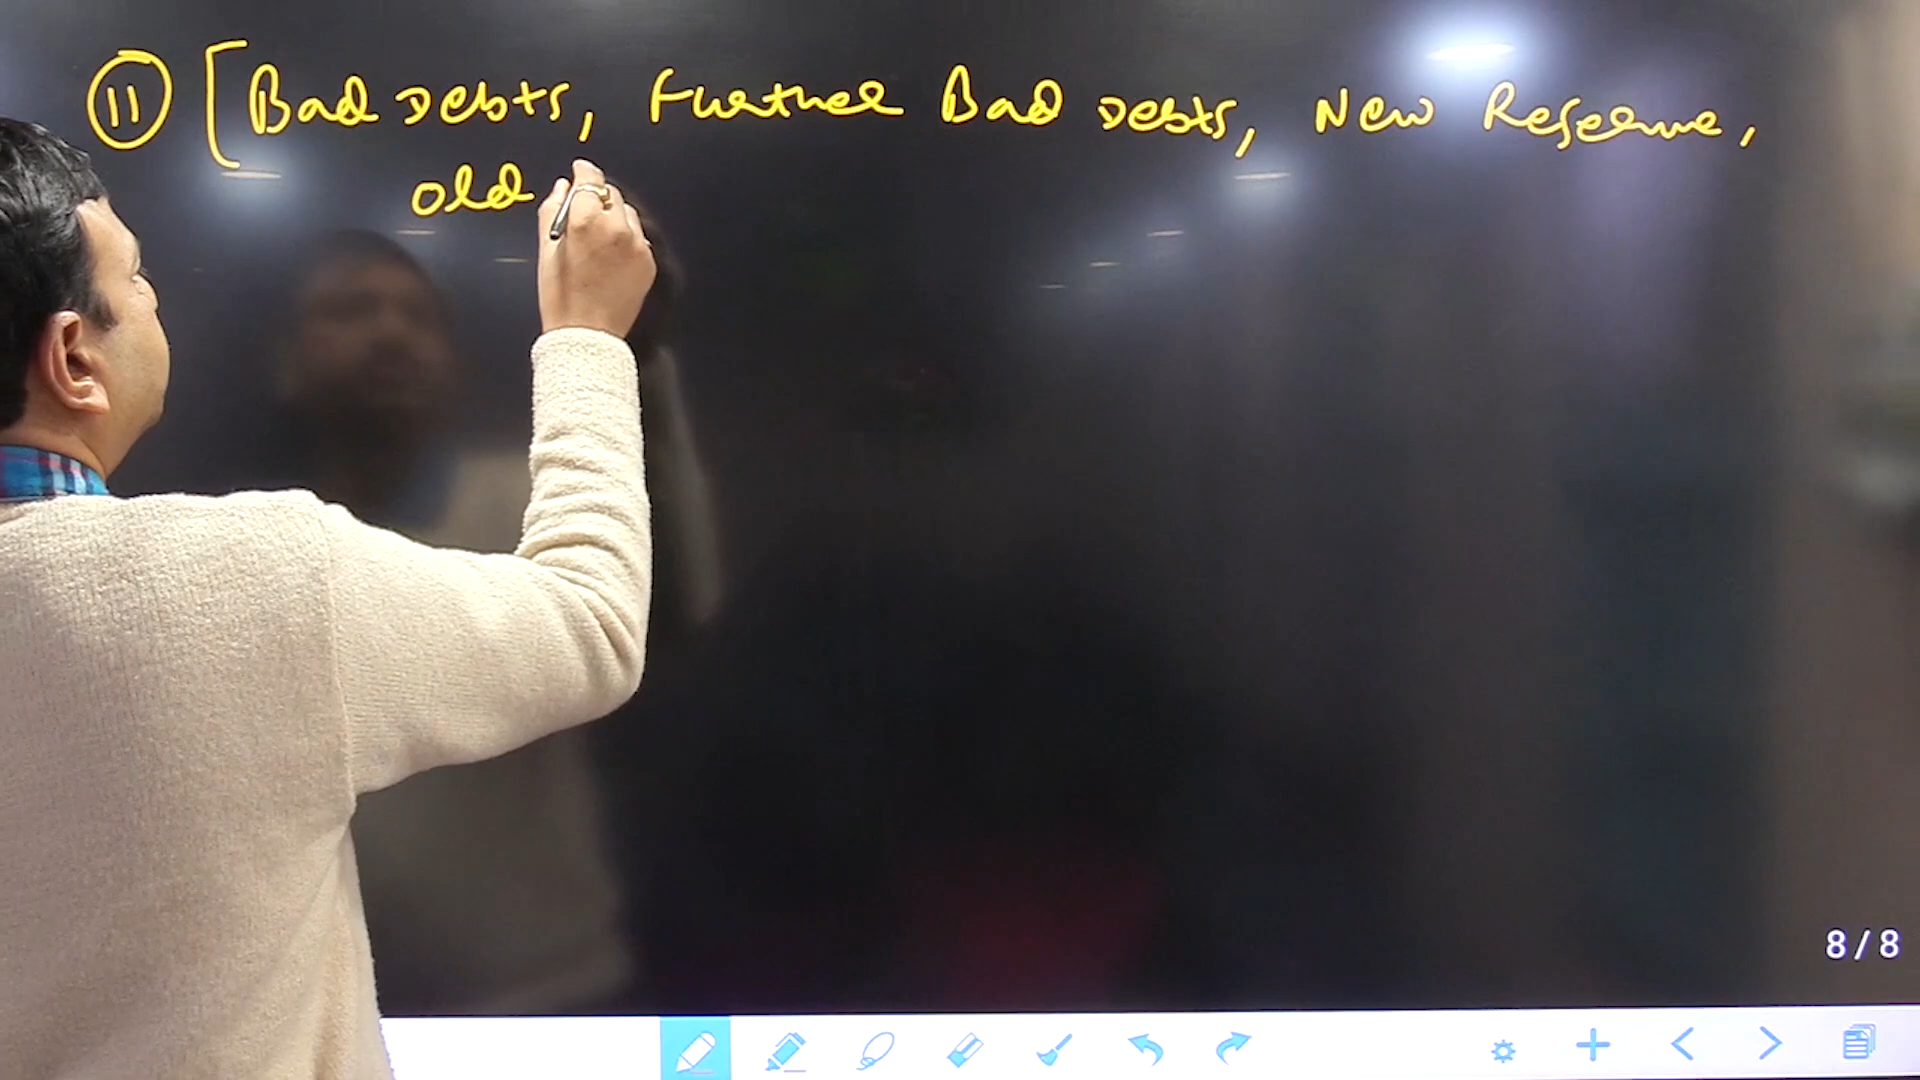 11 [Bad Debts, Further Bad Debts, New Reserve,
old
8/8